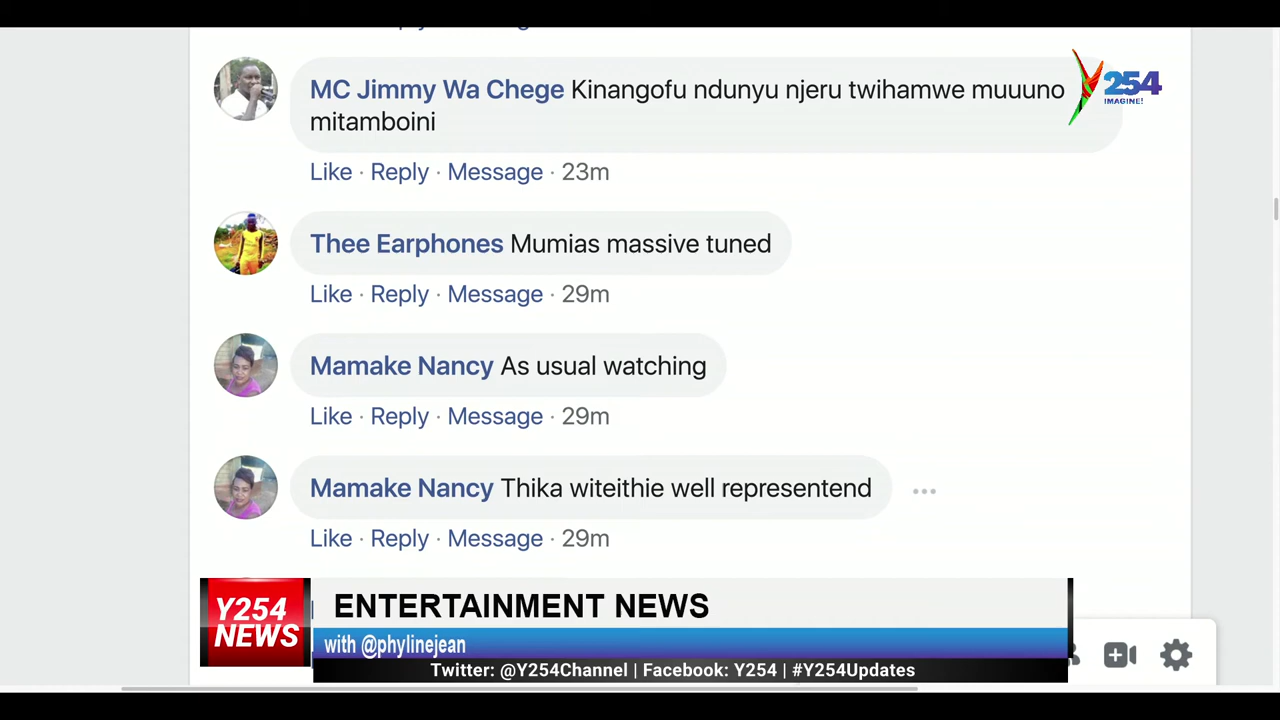 MC Jimmy Wa Chege Kinangofu ndunyu njeru twihamwe muuuno
mitamboini
Y254
IMAGINE!
Like · Reply · Message · 23m
Thee Earphones Mumias massive tuned
Like · Reply · Message · 29m
Mamake Nancy As usual watching
Like · Reply · Message · 29m
Mamake Nancy Thika witeithie well representend
Like · Reply · Message · 29m
Y254
NEWS
ENTERTAINMENT NEWS
with @phylinejean
Twitter: @Y254Channel | Facebook: Y254 | #Y254Updates